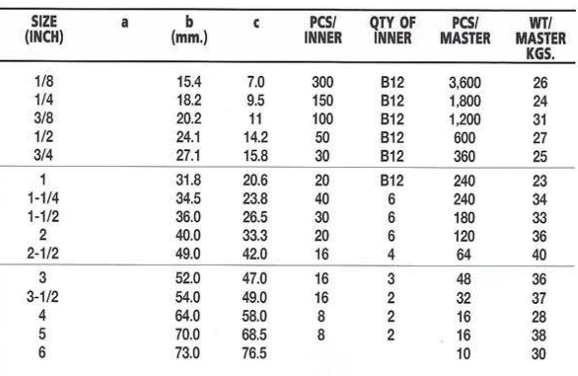 SIZE (INCH) a b (mm.) c PCS/ INNER QTY OF INNER PCS/ MASTER WT/ MASTER KGS.
1/8 15.4 7.0 300 B12 3,600 26
1/4 18.2 9.5 150 B12 1,800 24
3/8 20.2 11 100 B12 1,200 31
1/2 24.1 14.2 50 B12 600 27
3/4 27.1 15.8 30 B12 360 25
1 31.8 20.6 20 B12 240 23
1-1/4 34.5 23.8 40 6 240 34
1-1/2 36.0 26.5 30 6 180 33
2 40.0 33.3 20 6 120 36
2-1/2 49.0 42.0 16 4 64 40
3 52.0 47.0 16 3 48 36
3-1/2 54.0 49.0 16 2 32 37
4 64.0 58.0 8 2 16 28
5 70.0 68.5 8 2 16 38
6 73.0 76.5 10 30